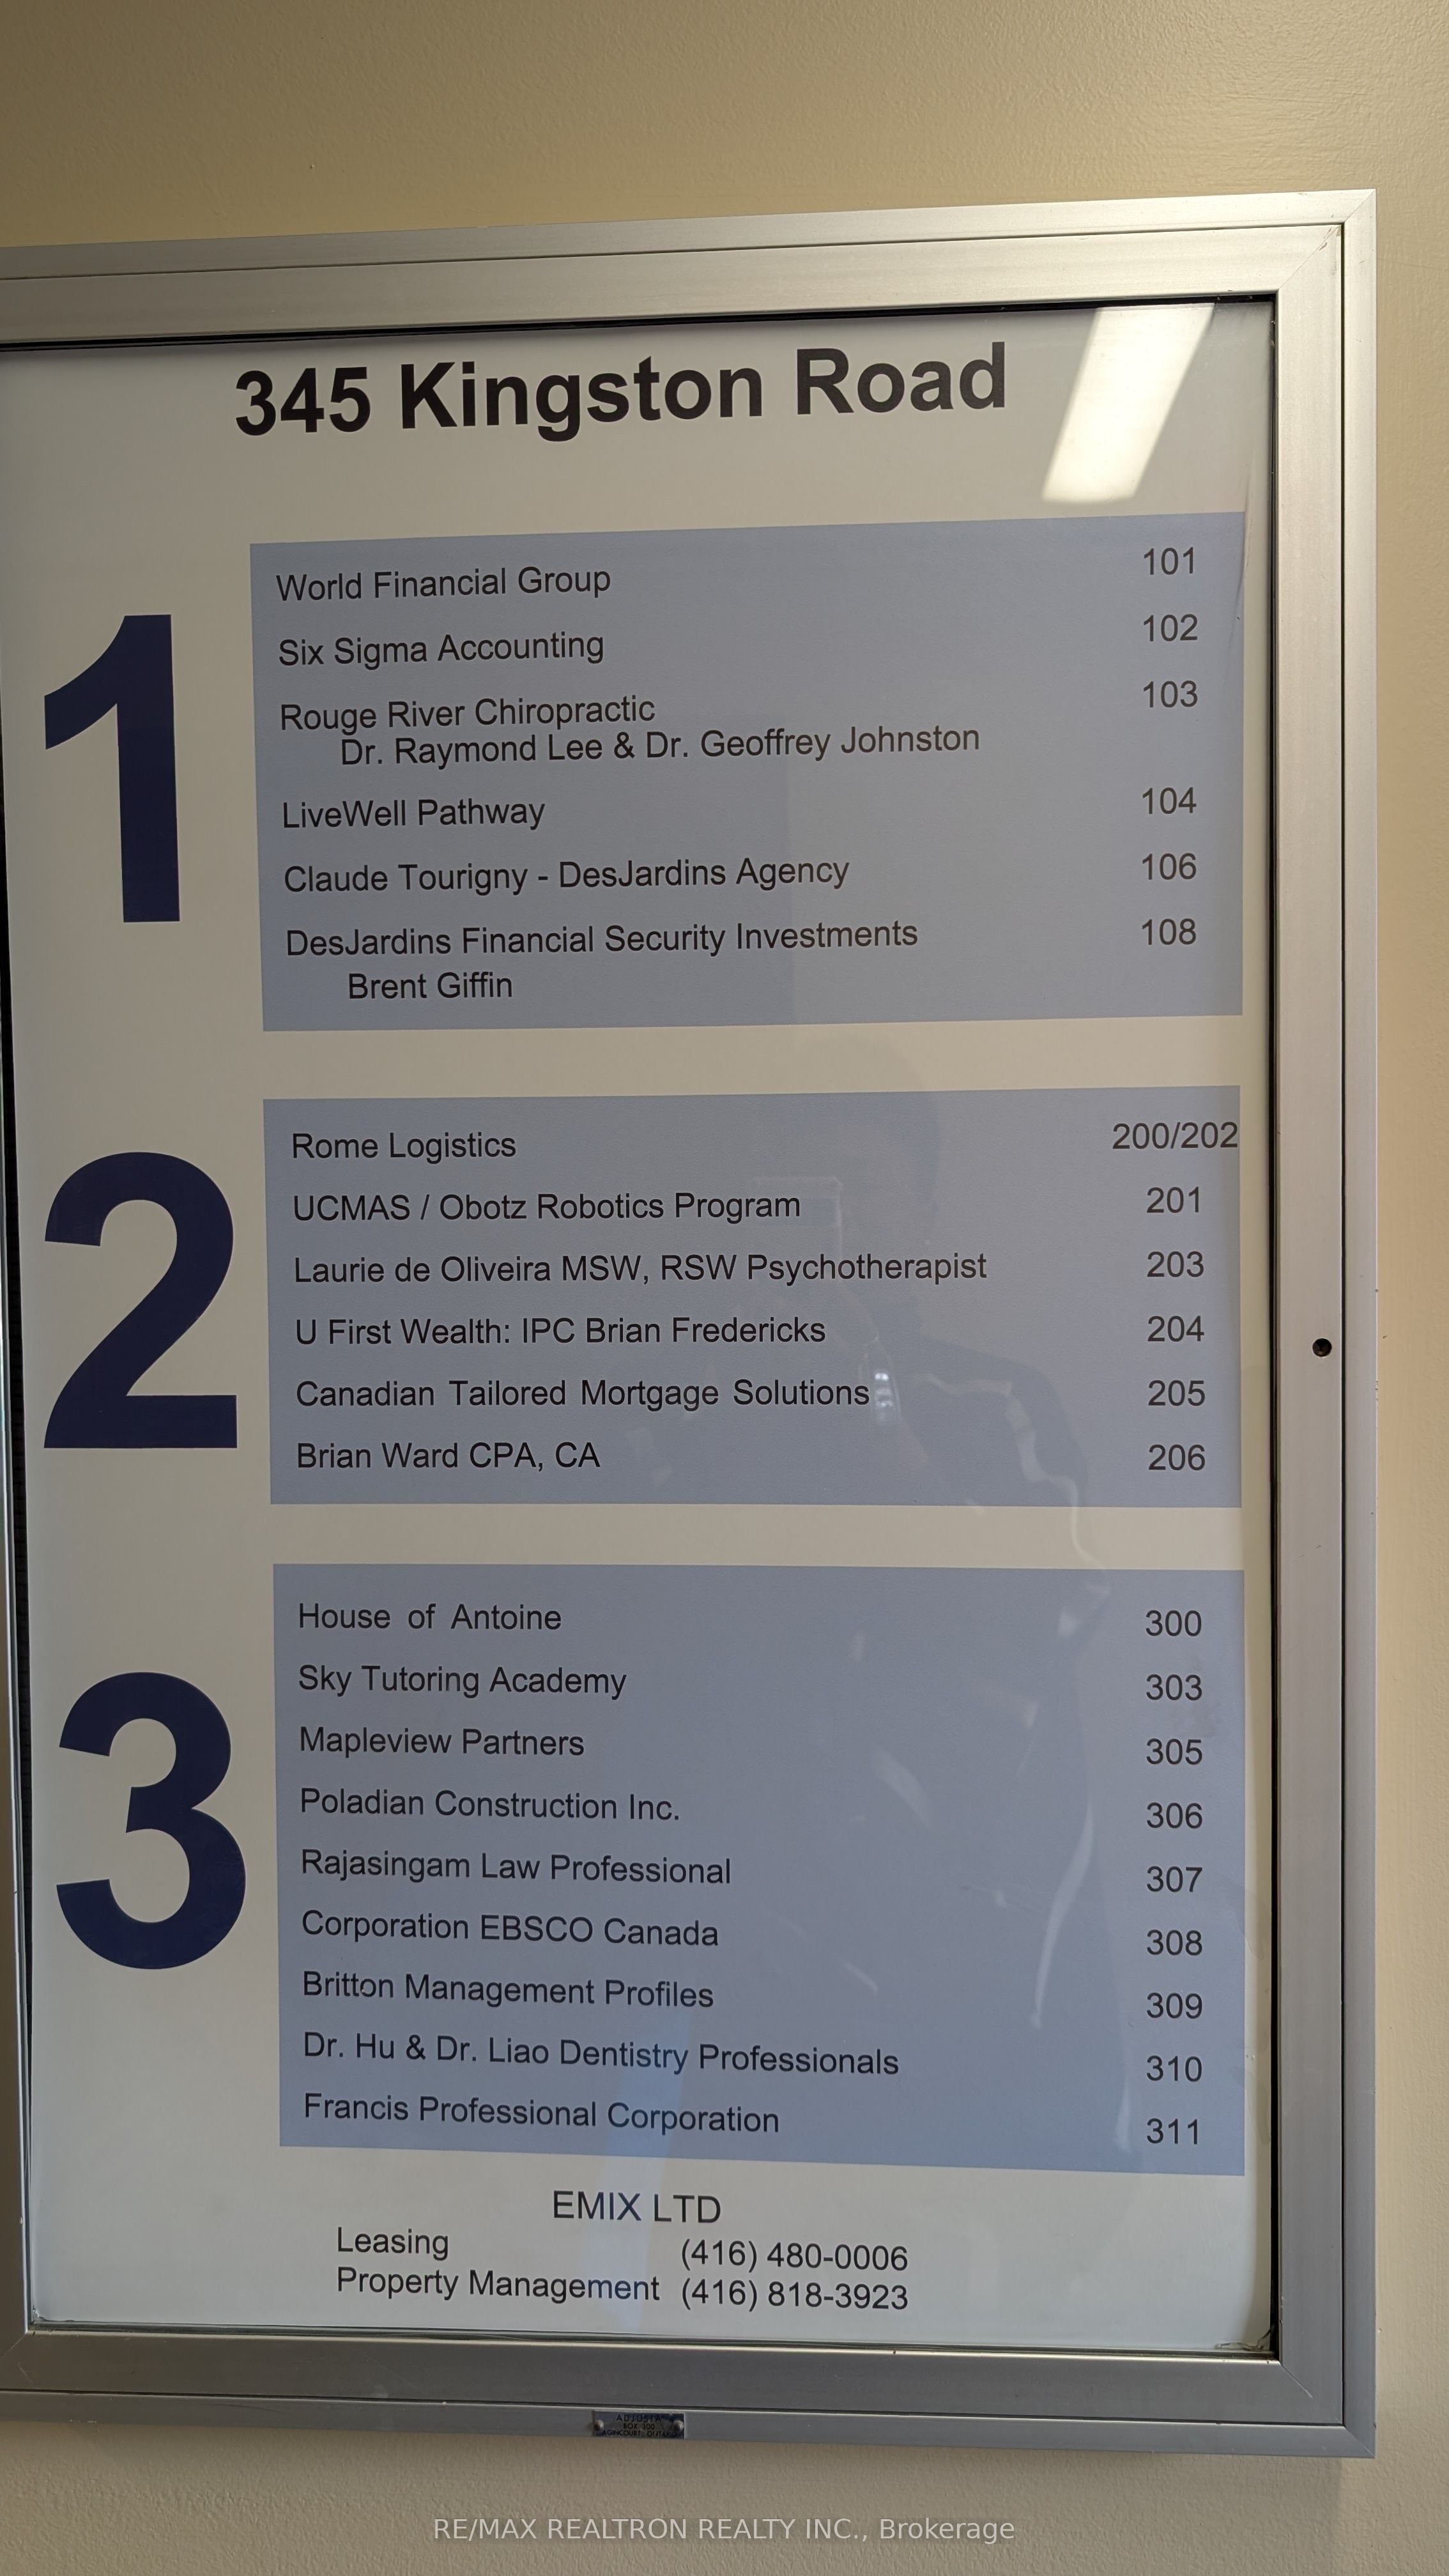 345 Kingston Road
1
World Financial Group 101
Six Sigma Accounting 102
Rouge River Chiropractic 103
Dr. Raymond Lee & Dr. Geoffrey Johnston
LiveWell Pathway 104
Claude Tourigny - DesJardins Agency 106
DesJardins Financial Security Investments 108
Brent Giffin
2
Rome Logistics 200/202
UCMAS / Obotz Robotics Program 201
Laurie de Oliveira MSW, RSW Psychotherapist 203
U First Wealth: IPC Brian Fredericks 204
Canadian Tailored Mortgage Solutions 205
Brian Ward CPA, CA 206
3
House of Antoine 300
Sky Tutoring Academy 303
Mapleview Partners 305
Poladian Construction Inc. 306
Rajasingam Law Professional 307
Corporation EBSCO Canada 308
Britton Management Profiles 309
Dr. Hu & Dr. Liao Dentistry Professionals 310
Francis Professional Corporation 311
EMIX LTD
Leasing (416) 480-0006
Property Management (416) 818-3923
RE/MAX REALTRON REALTY INC., Brokerage